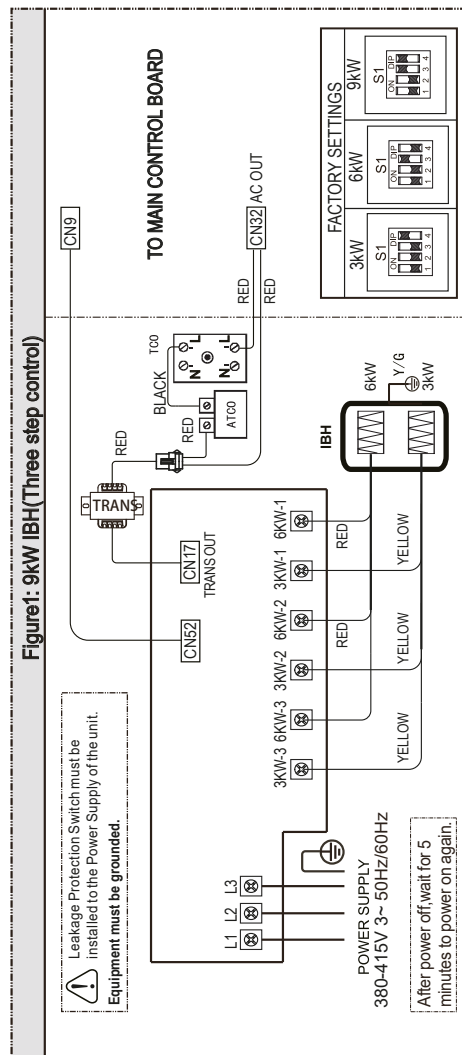 Figure1: 9kW IBH(Three step control)
Leakage Protection Switch must be
installed to the Power Supply of the unit.
Equipment must be grounded.
CN9
TO MAIN CONTROL BOARD
CN32 AC OUT
RED
RED
TCO
N L
N L
BLACK
ATCO
RED
RED
0 TRANS 0
CN17
TRANSOUT
CN52
L1 L2 L3
3KW-3 6KW-3 3KW-2 6KW-2 3KW-1 6KW-1
RED
RED
YELLOW
YELLOW
YELLOW
IBH
6kW
Y/G
3kW
POWER SUPPLY
380-415V 3~ 50Hz/60Hz
After power off,wait for 5
minutes to power on again.
FACTORY SETTINGS
3kW 6kW 9kW
S1
ON DIP
1 2 3 4
S1
ON DIP
1 2 3 4
S1
ON DIP
1 2 3 4